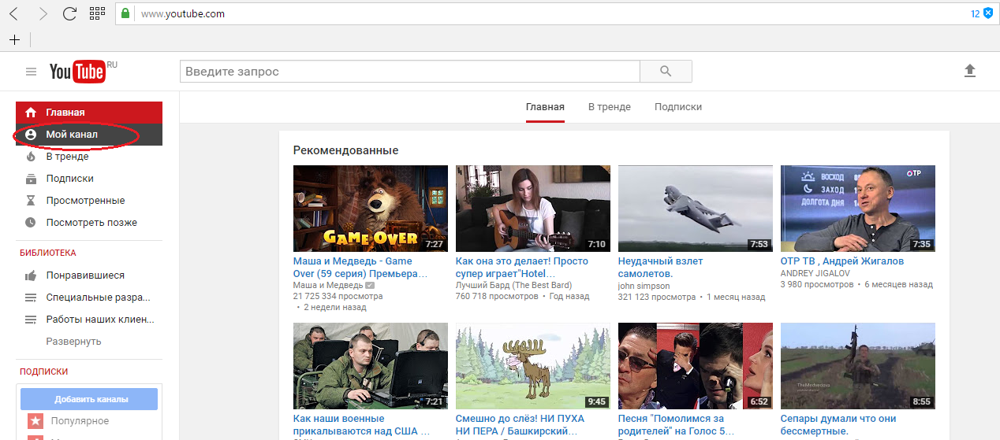 www.youtube.com
12
You Tube RU
Введите запрос
Главная
Мой канал
В тренде
Подписки
Просмотренные
Посмотреть позже
БИБЛИОТЕКА
Понравившиеся
Специальные разра...
Работы наших клиен...
Развернуть
ПОДПИСКИ
Добавить каналы
Популярное
Главная В тренде Подписки
Рекомендованные
GAME OVER
7:27
Маша и Медведь - Game
Over (59 серия) Премьера...
Маша и Медведь
21 725 334 просмотра
• 2 недели назад
7:10
Как она это делает! Просто
супер играет"Hotel...
Лучший Бард (The Best Bard)
760 718 просмотров • Год назад
7:53
Неудачный взлет
самолетов.
john simpson
321 123 просмотра • 1 месяц назад
ОТР
ВОСХОД
ЗАХОД
ДОЛГОТА ДНЯ
7:35
ОТР ТВ , Андрей Жигалов
ANDREY JIGALOV
3 980 просмотров • 6 месяцев назад
7:21
Как наши военные
прикалываются над США ...
9:45
Смешно до слёз! НИ ПУХА
НИ ПЕРА / Башкирский...
6:52
Песня "Помолимся за
родителей" на Голос 5...
TheMedvedous
8:55
Сепары думали что они
бессмертные.